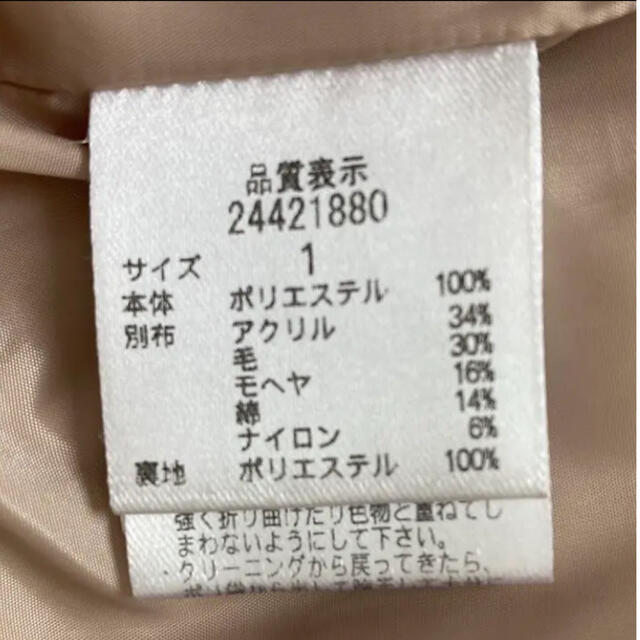 品質表示
24421880
サイズ 1
本体 ポリエステル 100%
別布 アクリル 34%
毛 30%
モヘヤ 16%
綿 14%
ナイロン 6%
裏地 ポリエステル 100%
強く折り曲げたり色物と重ねてし
まわないようにして下さい。
・クリーニングから戻ってきたら、